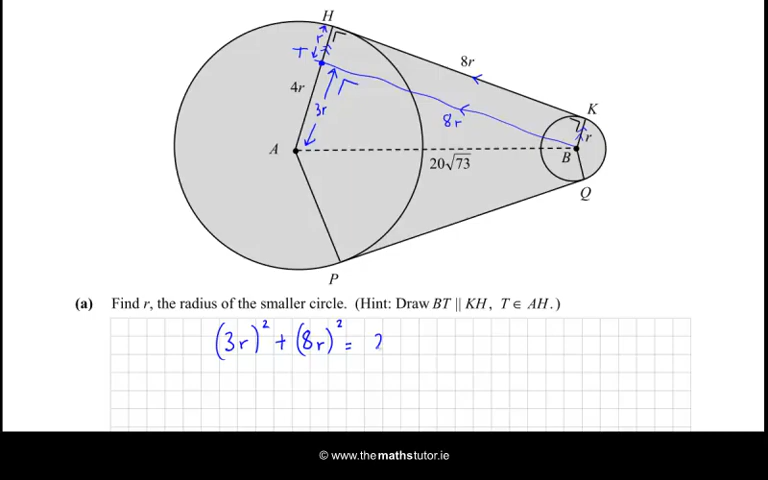 H
r
T
8r
4r
K
3r
8r
r
A
B
20√73
Q
P
(a) Find r, the radius of the smaller circle. (Hint: Draw BT || KH, T ∈ AH.)
(3r)² + (8r)² = 2
© www.themathstutor.ie